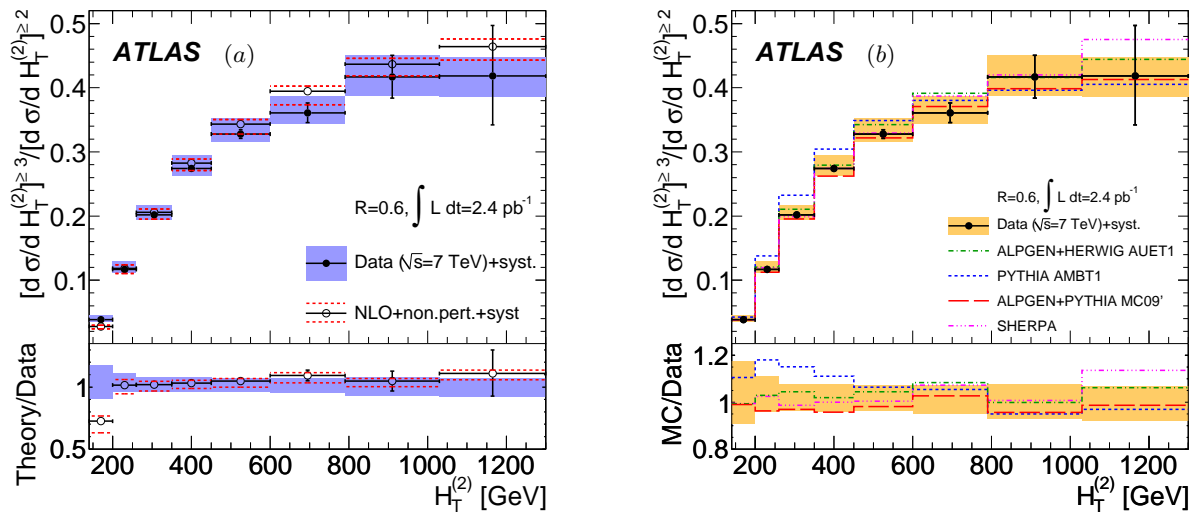 [d σ/d H_T^(2)]^≥ 3/[d σ/d H_T^(2)]^≥ 2
0.5
0.4
0.3
0.2
0.1
ATLAS (a)
R=0.6, ∫ L dt=2.4 pb⁻¹
Data (√s=7 TeV)+syst.
NLO+non.pert.+syst
Theory/Data
1
0.5
200 400 600 800 1000 1200
H_T^(2) [GeV]
[d σ/d H_T^(2)]^≥ 3/[d σ/d H_T^(2)]^≥ 2
0.5
0.4
0.3
0.2
0.1
ATLAS (b)
R=0.6, ∫ L dt=2.4 pb⁻¹
Data (√s=7 TeV)+syst.
ALPGEN+HERWIG AUET1
PYTHIA AMBT1
ALPGEN+PYTHIA MC09'
SHERPA
MC/Data
1.2
1
0.8
200 400 600 800 1000 1200
H_T^(2) [GeV]